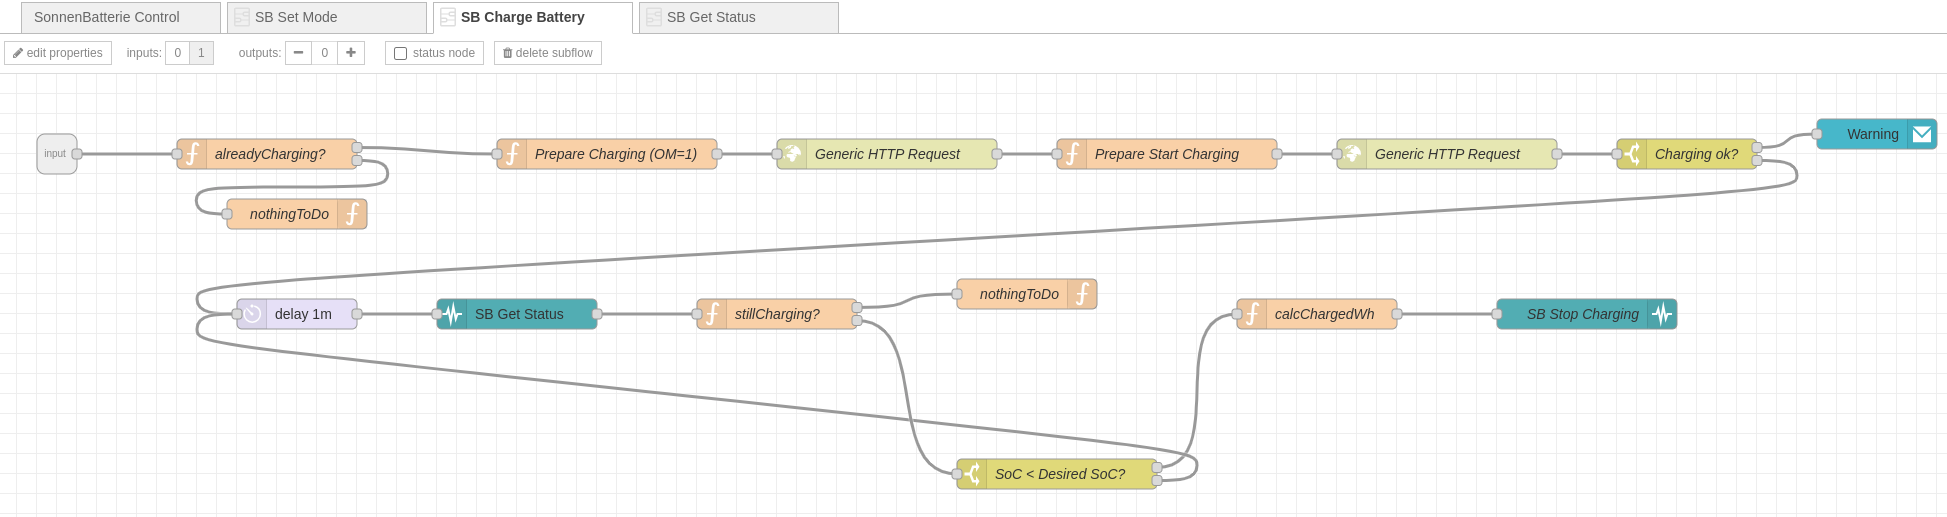 SonnenBatterie Control
SB Set Mode
SB Charge Battery
SB Get Status
edit properties
inputs: 0 1
outputs: 0
status node
delete subflow
input
alreadyCharging?
Prepare Charging (OM=1)
Generic HTTP Request
Prepare Start Charging
Generic HTTP Request
Charging ok?
Warning
nothingToDo
delay 1m
SB Get Status
stillCharging?
nothingToDo
calcChargedWh
SB Stop Charging
SoC < Desired SoC?